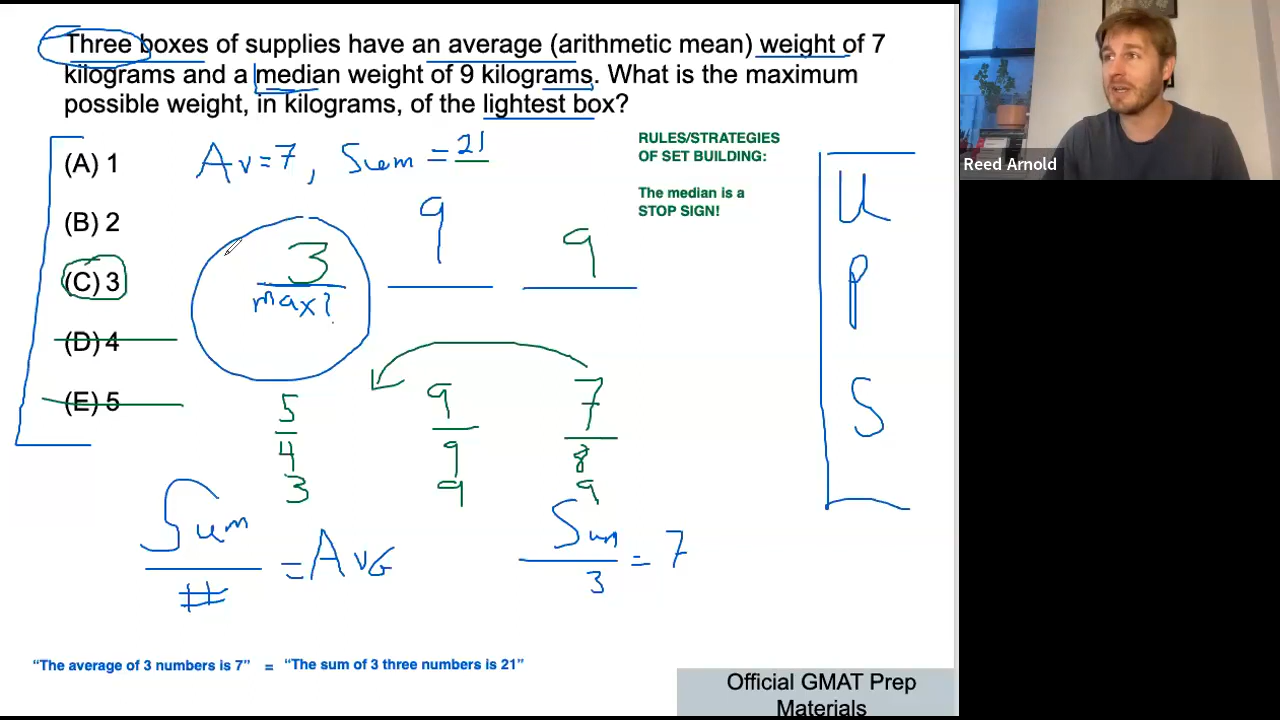 Three boxes of supplies have an average (arithmetic mean) weight of 7
kilograms and a median weight of 9 kilograms. What is the maximum
possible weight, in kilograms, of the lightest box?
(A) 1
(B) 2
(C) 3
(D) 4
(E) 5
Av=7, Sum = 21
RULES/STRATEGIES
OF SET BUILDING:
The median is a
STOP SIGN!
Reed Arnold
U
P
S
3 9 9
max?
5 9 7
4 9 8
3 9 9
Sum
# = AVG
Sum
3 = 7
"The average of 3 numbers is 7" = "The sum of 3 three numbers is 21"
Official GMAT Prep
Materials